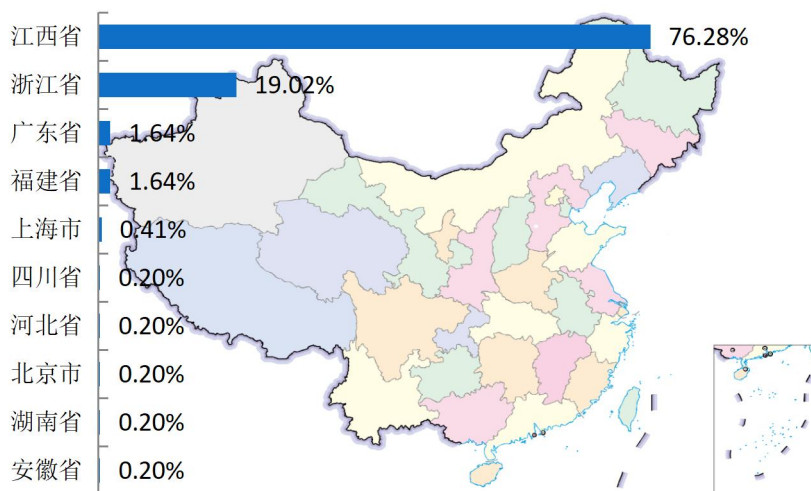 江西省 76.28%
浙江省 19.02%
广东省 1.64%
福建省 1.64%
上海市 0.41%
四川省 0.20%
河北省 0.20%
北京市 0.20%
湖南省 0.20%
安徽省 0.20%